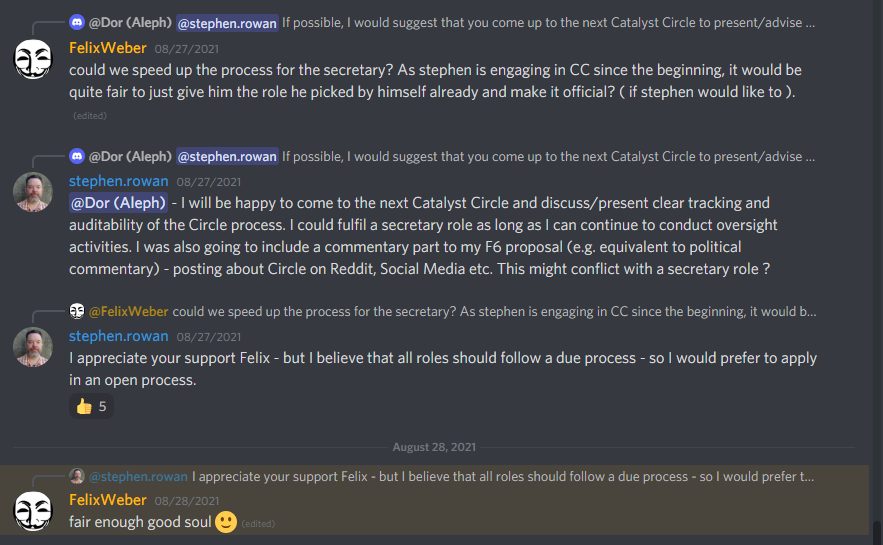 @Dor (Aleph) @stephen.rowan If possible, I would suggest that you come up to the next Catalyst Circle to present/advise ...
FelixWeber 08/27/2021
could we speed up the process for the secretary? As stephen is engaging in CC since the beginning, it would be
quite fair to just give him the role he picked by himself already and make it official? ( if stephen would like to ).
(edited)
@Dor (Aleph) @stephen.rowan If possible, I would suggest that you come up to the next Catalyst Circle to present/advise ...
stephen.rowan 08/27/2021
@Dor (Aleph) - I will be happy to come to the next Catalyst Circle and discuss/present clear tracking and
auditability of the Circle process. I could fulfil a secretary role as long as I can continue to conduct oversight
activities. I was also going to include a commentary part to my F6 proposal (e.g. equivalent to political
commentary) - posting about Circle on Reddit, Social Media etc. This might conflict with a secretary role ?
@FelixWeber could we speed up the process for the secretary? As stephen is engaging in CC since the beginning, it would b...
stephen.rowan 08/27/2021
I appreciate your support Felix - but I believe that all roles should follow a due process - so I would prefer to apply
in an open process.
👍 5
August 28, 2021
@stephen.rowan I appreciate your support Felix - but I believe that all roles should follow a due process - so I would prefer t...
FelixWeber 08/28/2021
fair enough good soul 🙂 (edited)